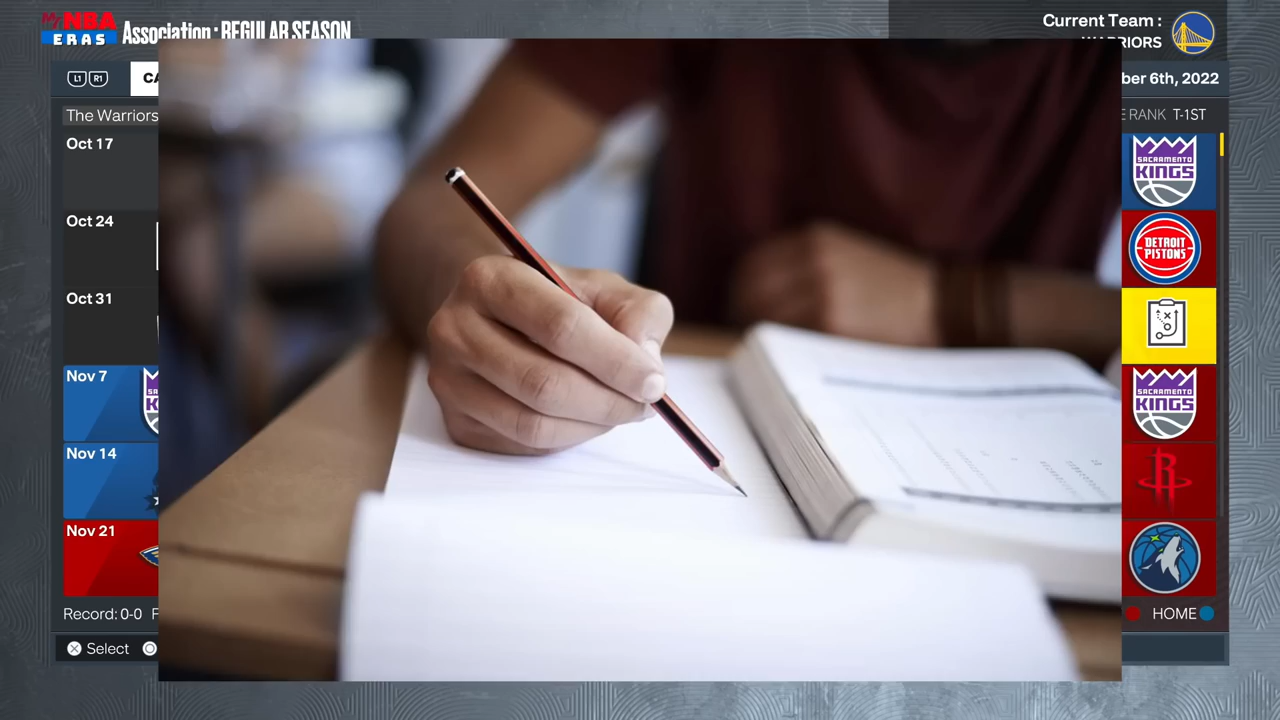 MyNBA
ERAS
Association : REGULAR SEASON
Current Team :
WARRIORS
L1 R1
CA
ber 6th, 2022
The Warriors
RANK T-1ST
Oct 17
SACRAMENTO
KINGS
Oct 24
DETROIT
PISTONS
Oct 31
Nov 7
SACRAMENTO
KINGS
Nov 14
Nov 21
Record: 0-0
HOME
Select